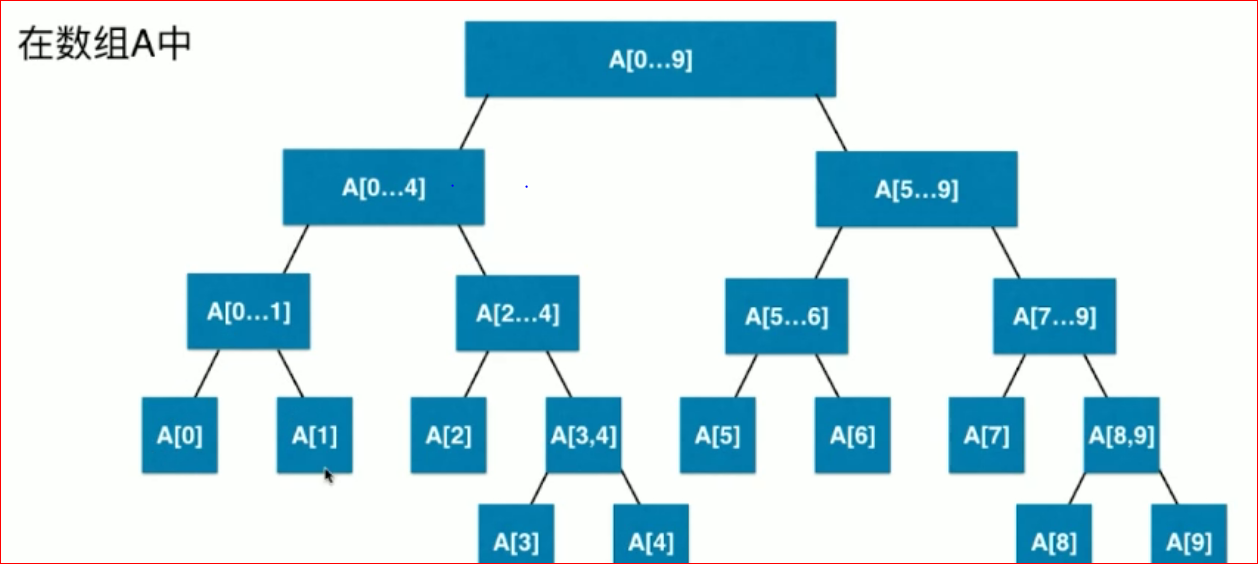 在数组A中
A[0...9]
A[0...4]
A[5...9]
A[0...1]
A[2...4]
A[5...6]
A[7...9]
A[0]
A[1]
A[2]
A[3,4]
A[5]
A[6]
A[7]
A[8,9]
A[3]
A[4]
A[8]
A[9]